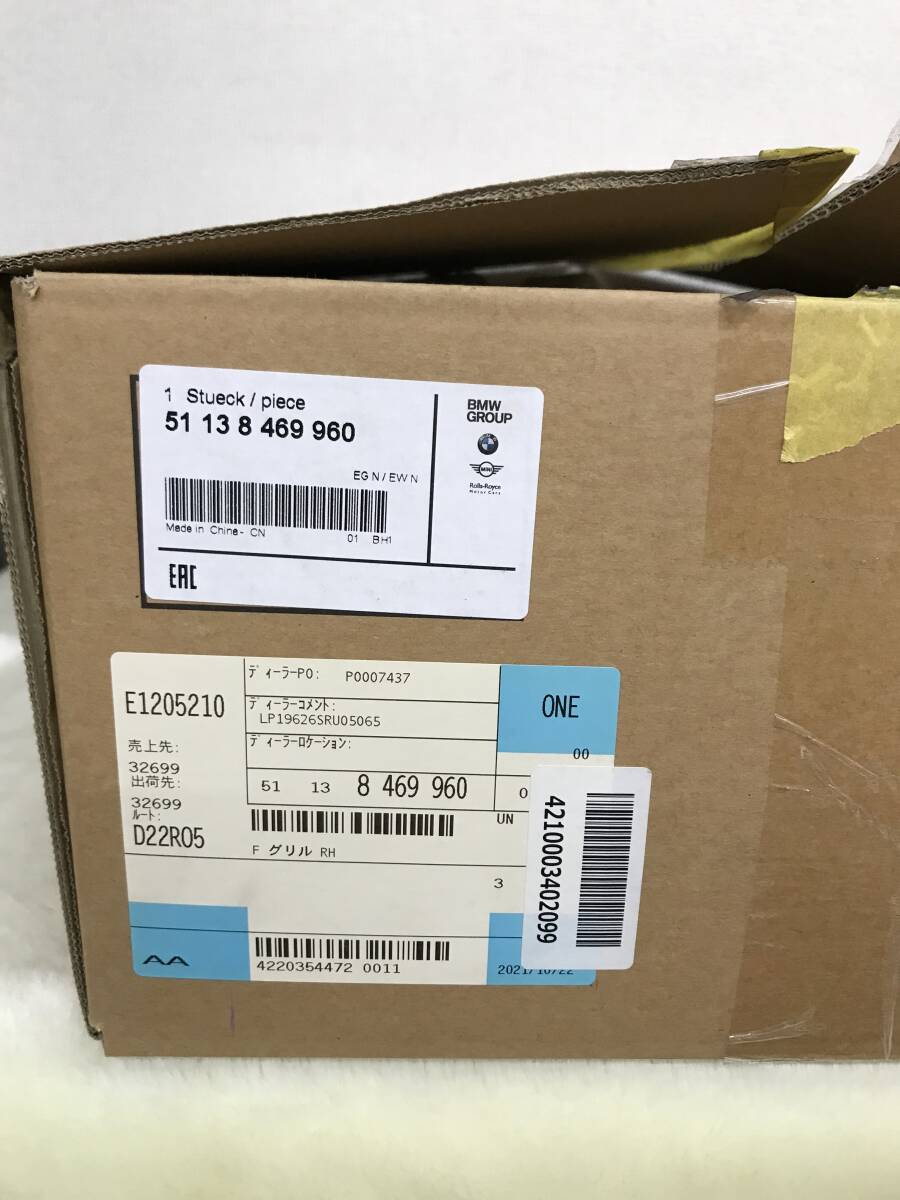 1 Stueck / piece
51 13 8 469 960
EG N / EW N
Made in China - CN
01 BH1
EAC
BMW
GROUP
MINI
Rolls-Royce
Motor Cars
E1205210
売上先:
32699
出荷先:
32699
ルート:
D22R05
ディーラーPO: P0007437
ディーラーコメント:
LP19626SRU05065
ディーラーロケーション:
51 13 8 469 960
F グリル RH
ONE
00
0
UN
3
AA
4220354472 0011
2021/10/22
4210003402099